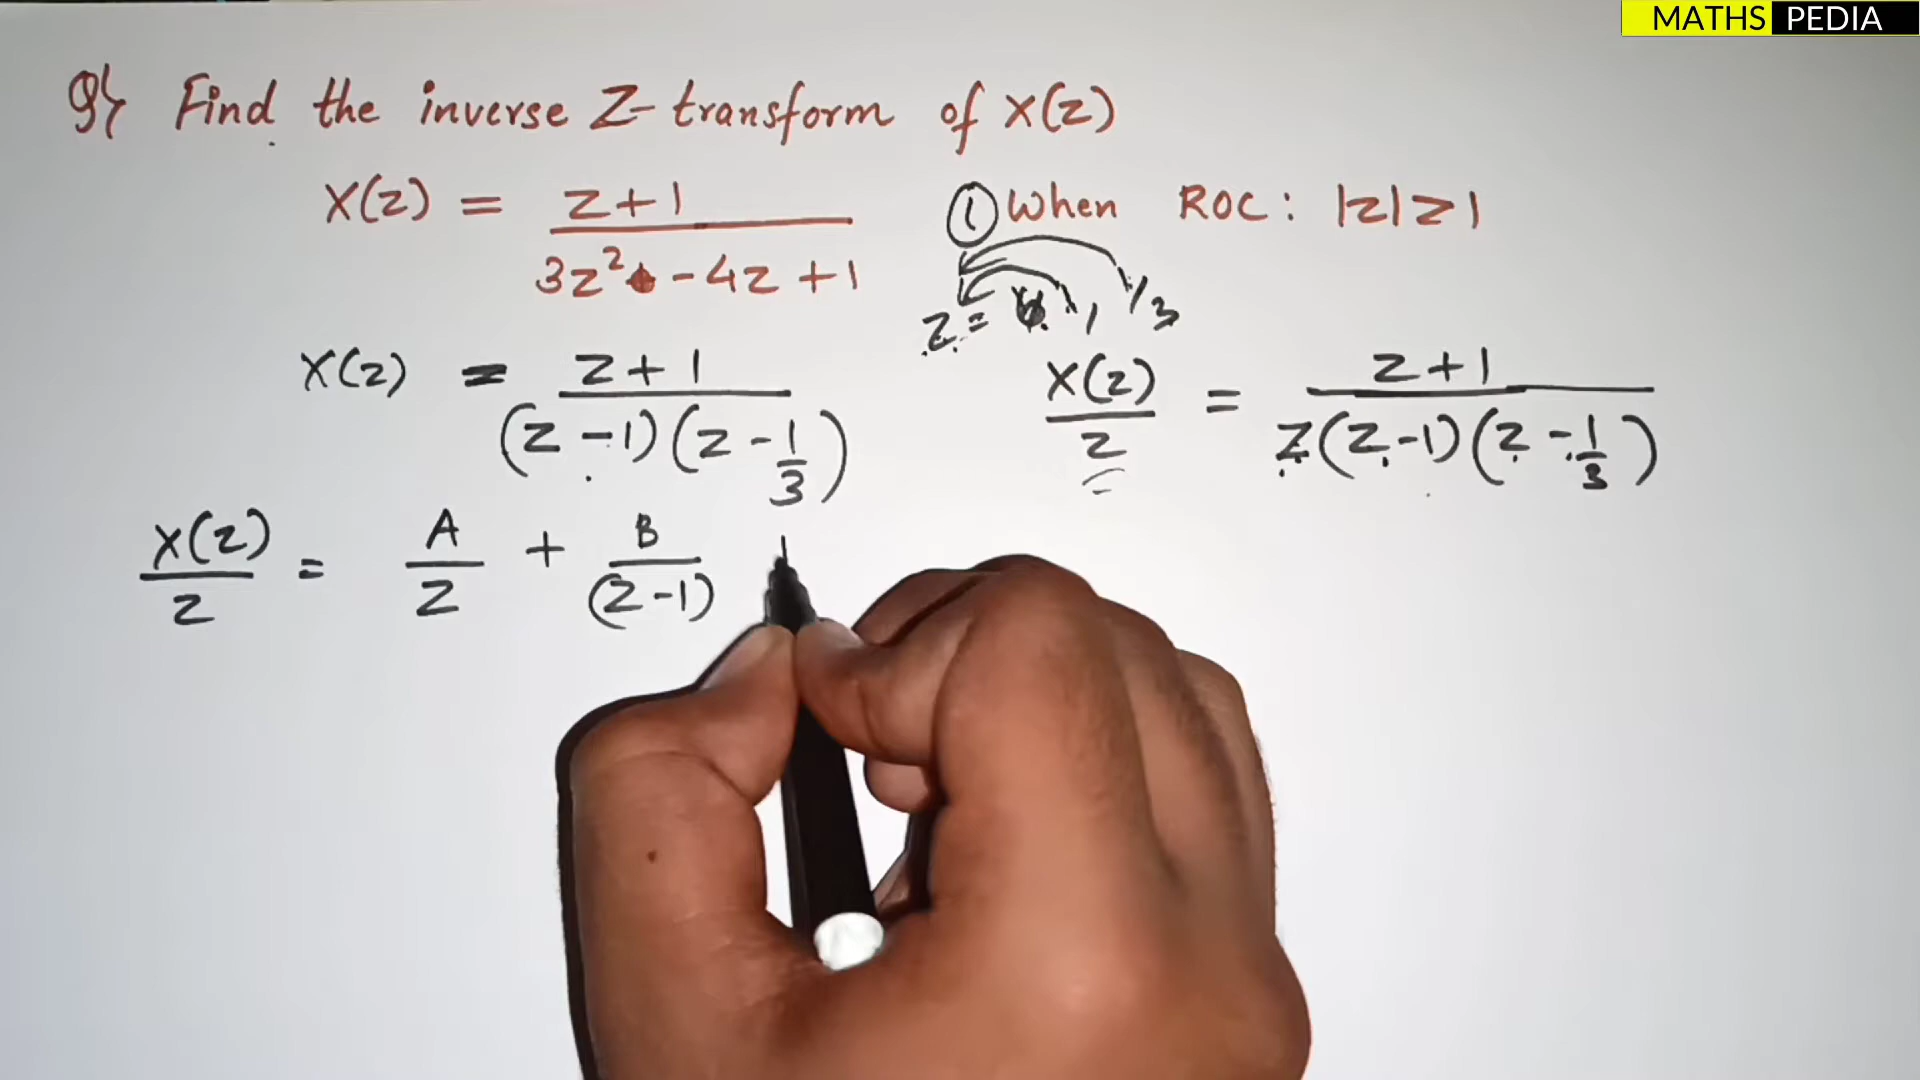 MATHS PEDIA
Q) Find the inverse Z-transform of X(z)
X(z) = (z+1)/(3z² - 4z + 1) ① When ROC: |z| > 1
z = 1, 1/3
X(z) = (z+1)/((z-1)(z-1/3)) X(z)/z = (z+1)/(z(z-1)(z-1/3))
X(z)/z = A/z + B/(z-1)